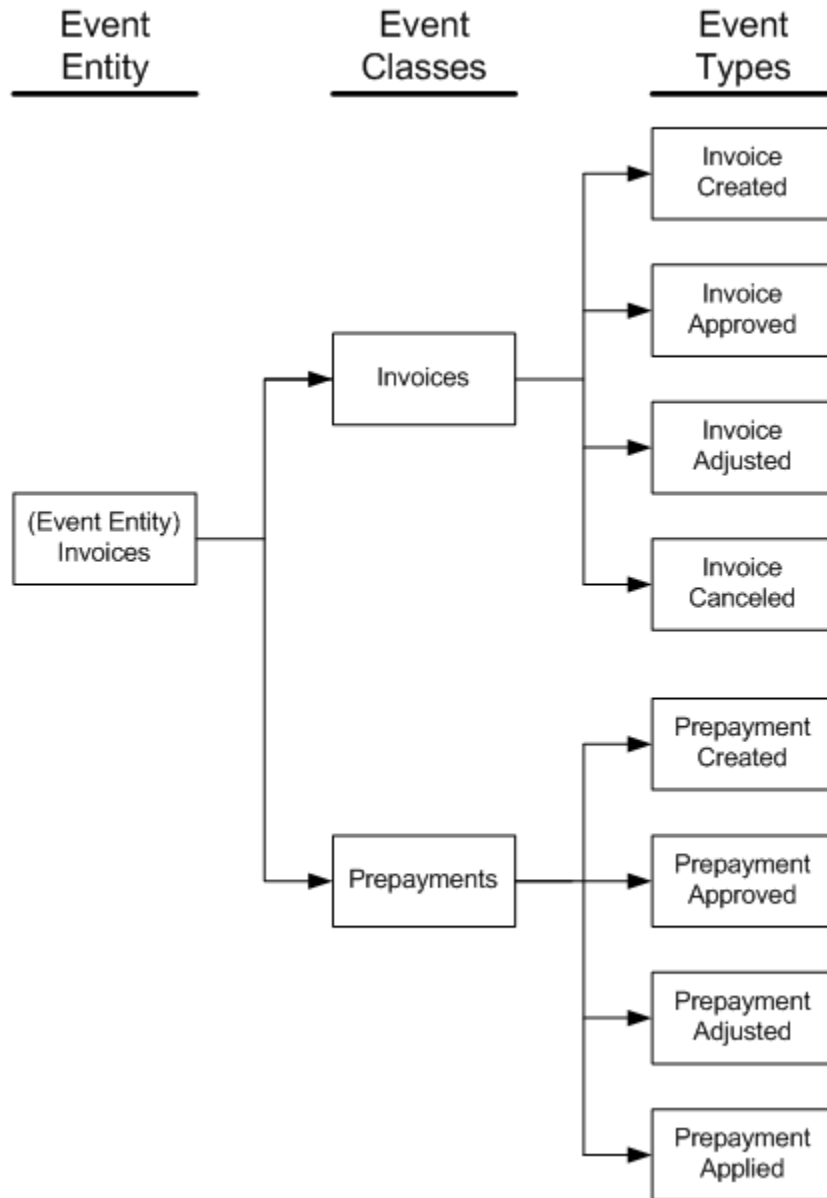 Event
Entity
Event
Classes
Event
Types
Invoice
Created
Invoice
Approved
Invoices
Invoice
Adjusted
(Event Entity)
Invoices
Invoice
Canceled
Prepayment
Created
Prepayments
Prepayment
Approved
Prepayment
Adjusted
Prepayment
Applied